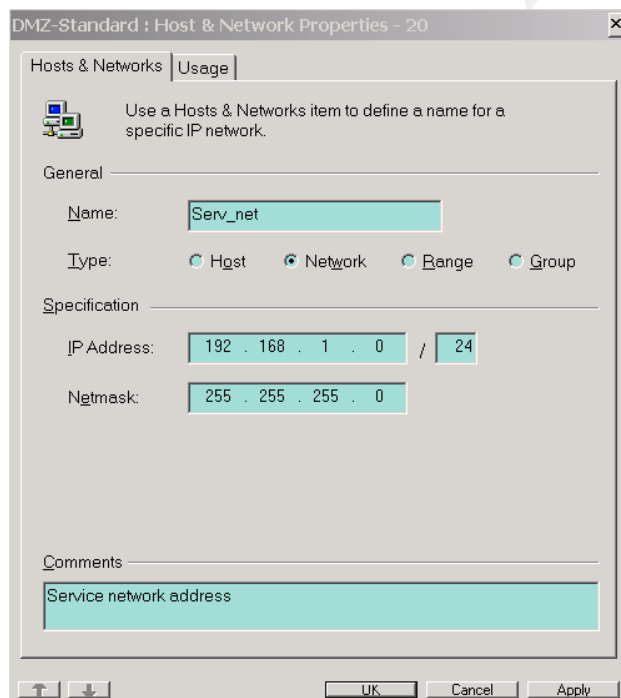 DMZ-Standard : Host & Network Properties - 20
Hosts & Networks Usage
Use a Hosts & Networks item to define a name for a
specific IP network.
General
Name: Serv_net
Type: Host Network Range Group
Specification
IP Address: 192 . 168 . 1 . 0 / 24
Netmask: 255 . 255 . 255 . 0
Comments
Service network address
OK Cancel Apply